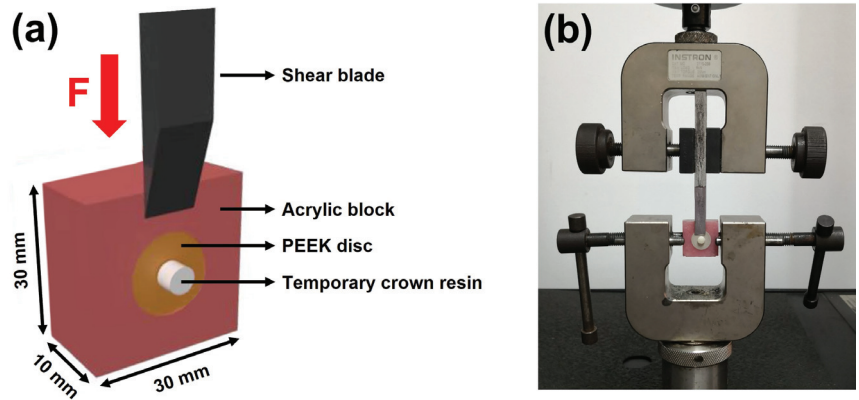 (a)
F
Shear blade
Acrylic block
PEEK disc
Temporary crown resin
30 mm
10 mm
30 mm
(b)
INSTRON